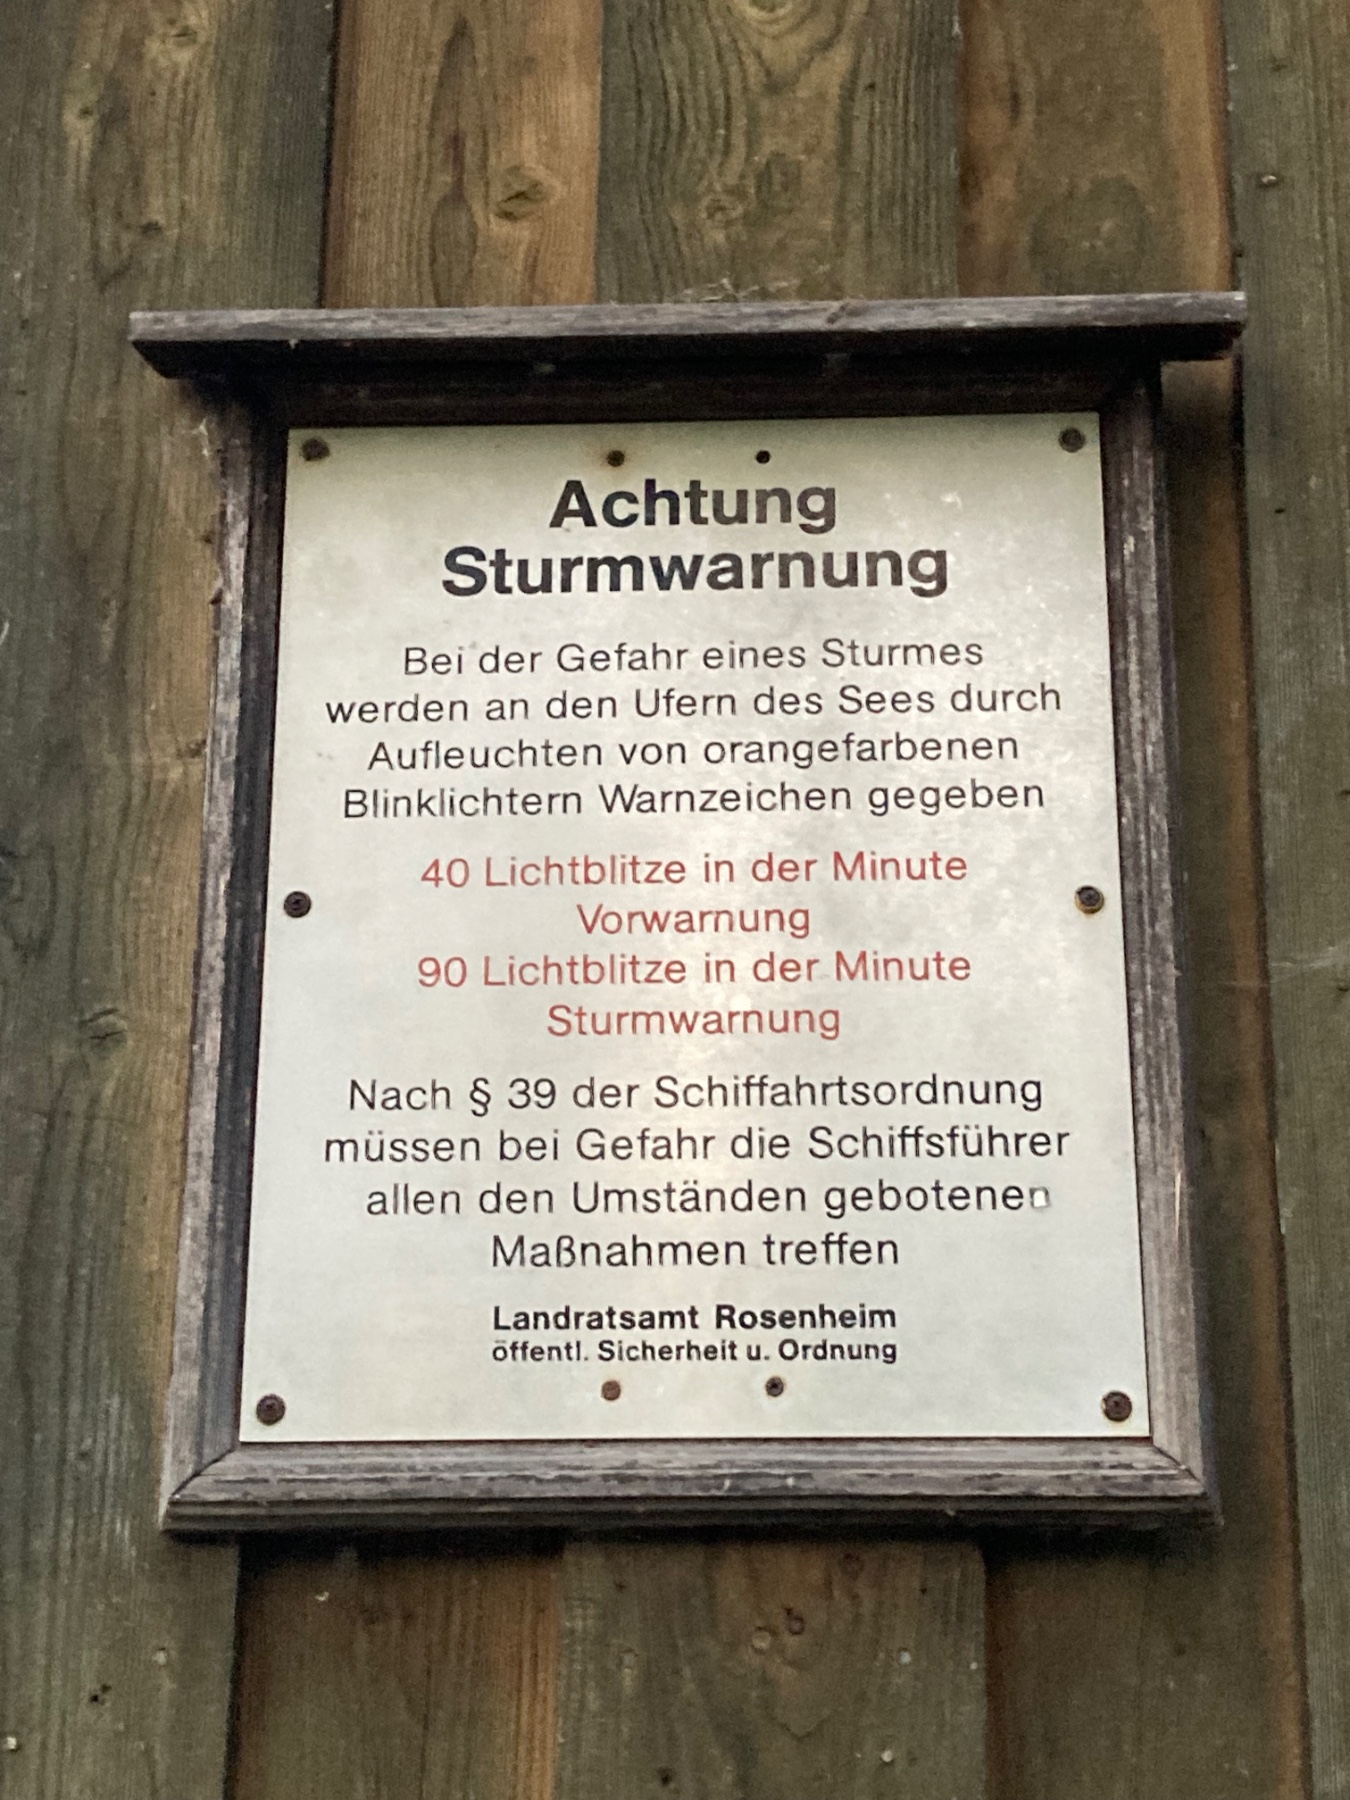 Achtung
Sturmwarnung
Bei der Gefahr eines Sturmes
werden an den Ufern des Sees durch
Aufleuchten von orangefarbenen
Blinklichtern Warnzeichen gegeben
40 Lichtblitze in der Minute
Vorwarnung
90 Lichtblitze in der Minute
Sturmwarnung
Nach § 39 der Schiffahrtsordnung
müssen bei Gefahr die Schiffsführer
allen den Umständen gebotenen
Maßnahmen treffen
Landratsamt Rosenheim
öffentl. Sicherheit u. Ordnung